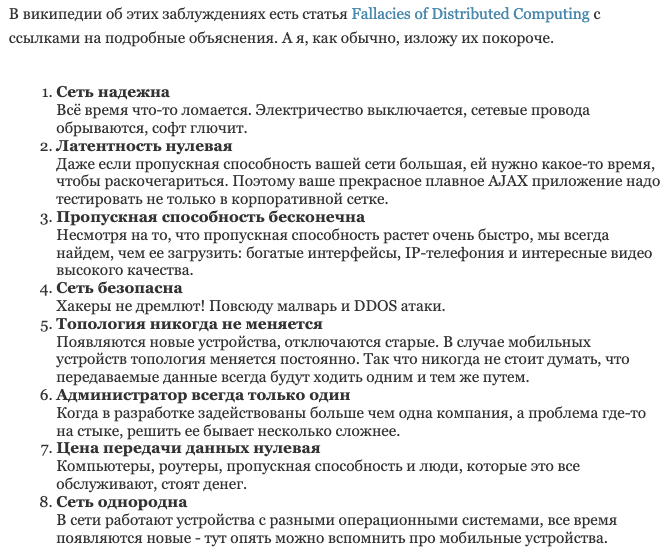 В википедии об этих заблуждениях есть статья Fallacies of Distributed Computing с
ссылками на подробные объяснения. А я, как обычно, изложу их покороче.
1. Сеть надежна
Всё время что-то ломается. Электричество выключается, сетевые провода
обрываются, софт глючит.
2. Латентность нулевая
Даже если пропускная способность вашей сети большая, ей нужно какое-то время,
чтобы раскочегариться. Поэтому ваше прекрасное плавное AJAX приложение надо
тестировать не только в корпоративной сетке.
3. Пропускная способность бесконечна
Несмотря на то, что пропускная способность растет очень быстро, мы всегда
найдем, чем ее загрузить: богатые интерфейсы, IP-телефония и интересные видео
высокого качества.
4. Сеть безопасна
Хакеры не дремлют! Повсюду малварь и DDOS атаки.
5. Топология никогда не меняется
Появляются новые устройства, отключаются старые. В случае мобильных
устройств топология меняется постоянно. Так что никогда не стоит думать, что
передаваемые данные всегда будут ходить одним и тем же путем.
6. Администратор всегда только один
Когда в разработке задействованы больше чем одна компания, а проблема где-то
на стыке, решить ее бывает несколько сложнее.
7. Цена передачи данных нулевая
Компьютеры, роутеры, пропускная способность и люди, которые это все
обслуживают, стоят денег.
8. Сеть однородна
В сети работают устройства с разными операционными системами, все время
появляются новые - тут опять можно вспомнить про мобильные устройства.